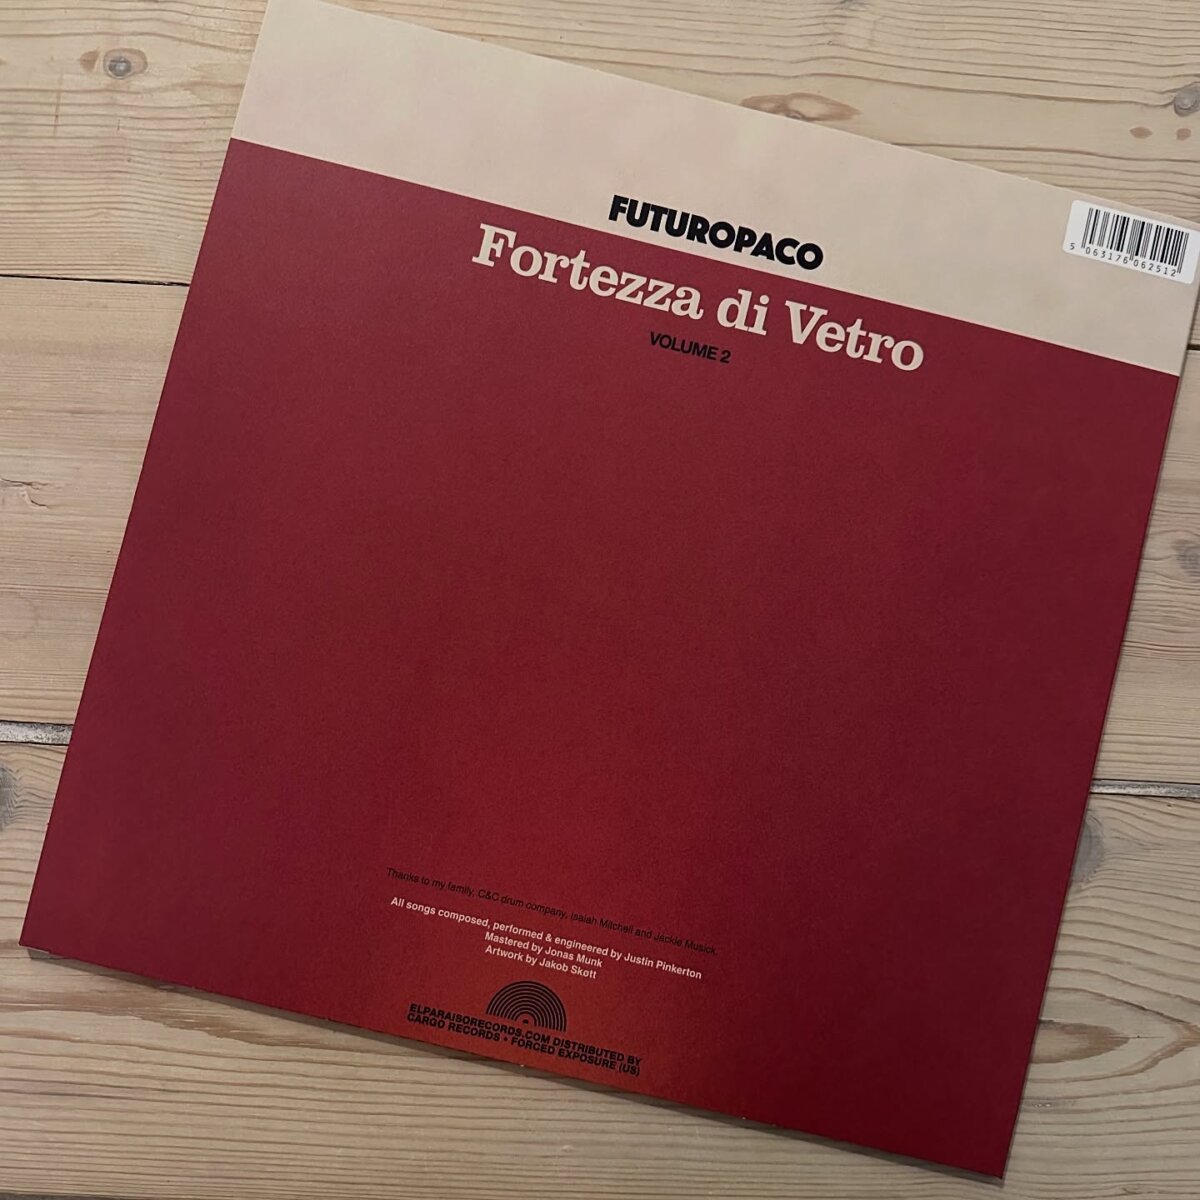 FUTUROPACO
Fortezza di Vetro
VOLUME 2
5 063176 062512
Thanks to my family, C&C drum company, Isaiah Mitchell and Jackie Musick.
All songs composed, performed & engineered by Justin Pinkerton
Mastered by Jonas Munk
Artwork by Jakob Skøtt
ELPARAISORECORDS.COM DISTRIBUTED BY
CARGO RECORDS • FORCED EXPOSURE (US)